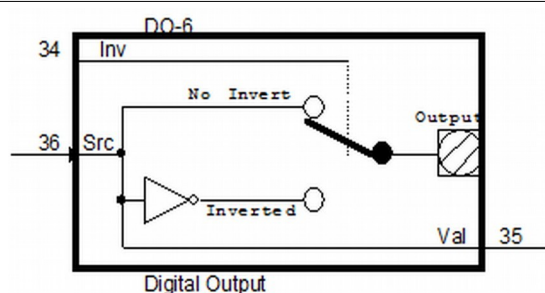 DO-6
34 Inv
No Invert
Output
36 Src
Inverted
Val 35
Digital Output